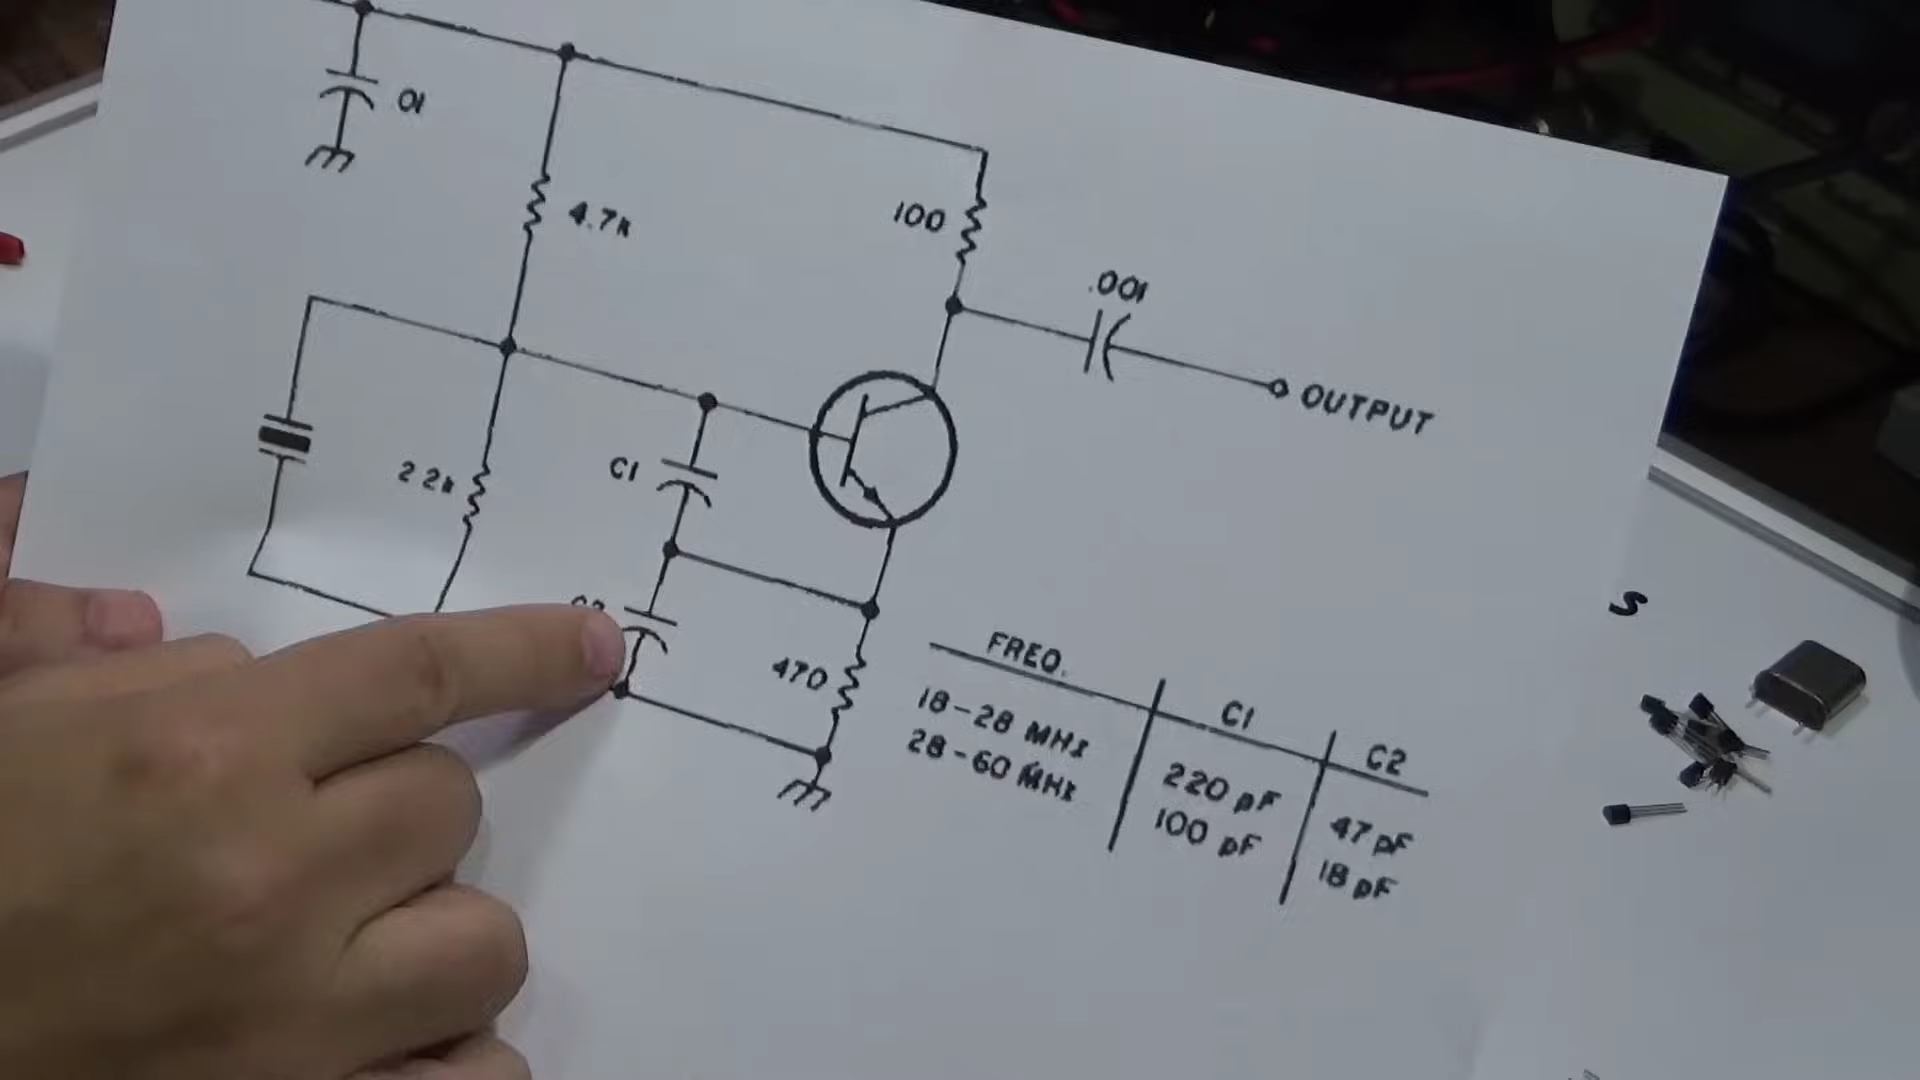 01
4.7k
100
.001
OUTPUT
2 2k
C1
C2
470
FREQ. C1 C2
18-28 MHz 220 pF 47 pF
28-60 MHz 100 pF 18 pF
S